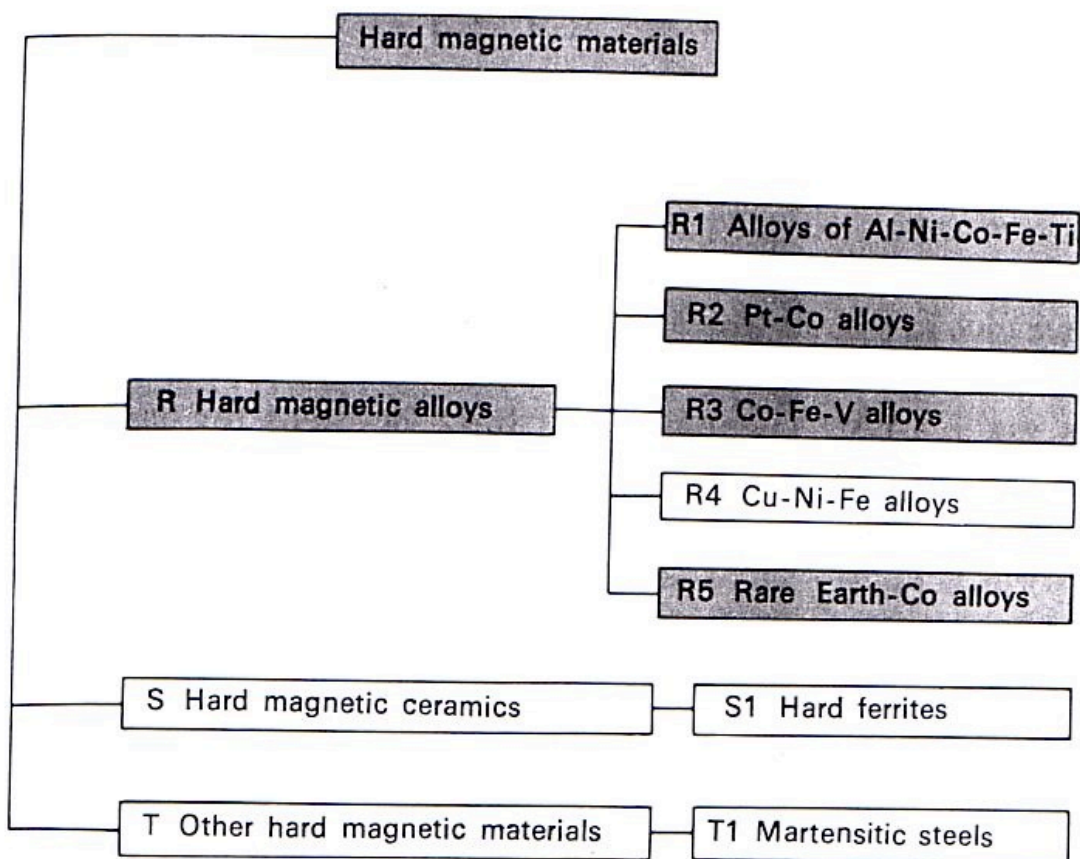 Hard magnetic materials
R1 Alloys of Al-Ni-Co-Fe-Ti
R2 Pt-Co alloys
R Hard magnetic alloys
R3 Co-Fe-V alloys
R4 Cu-Ni-Fe alloys
R5 Rare Earth-Co alloys
S Hard magnetic ceramics
S1 Hard ferrites
T Other hard magnetic materials
T1 Martensitic steels